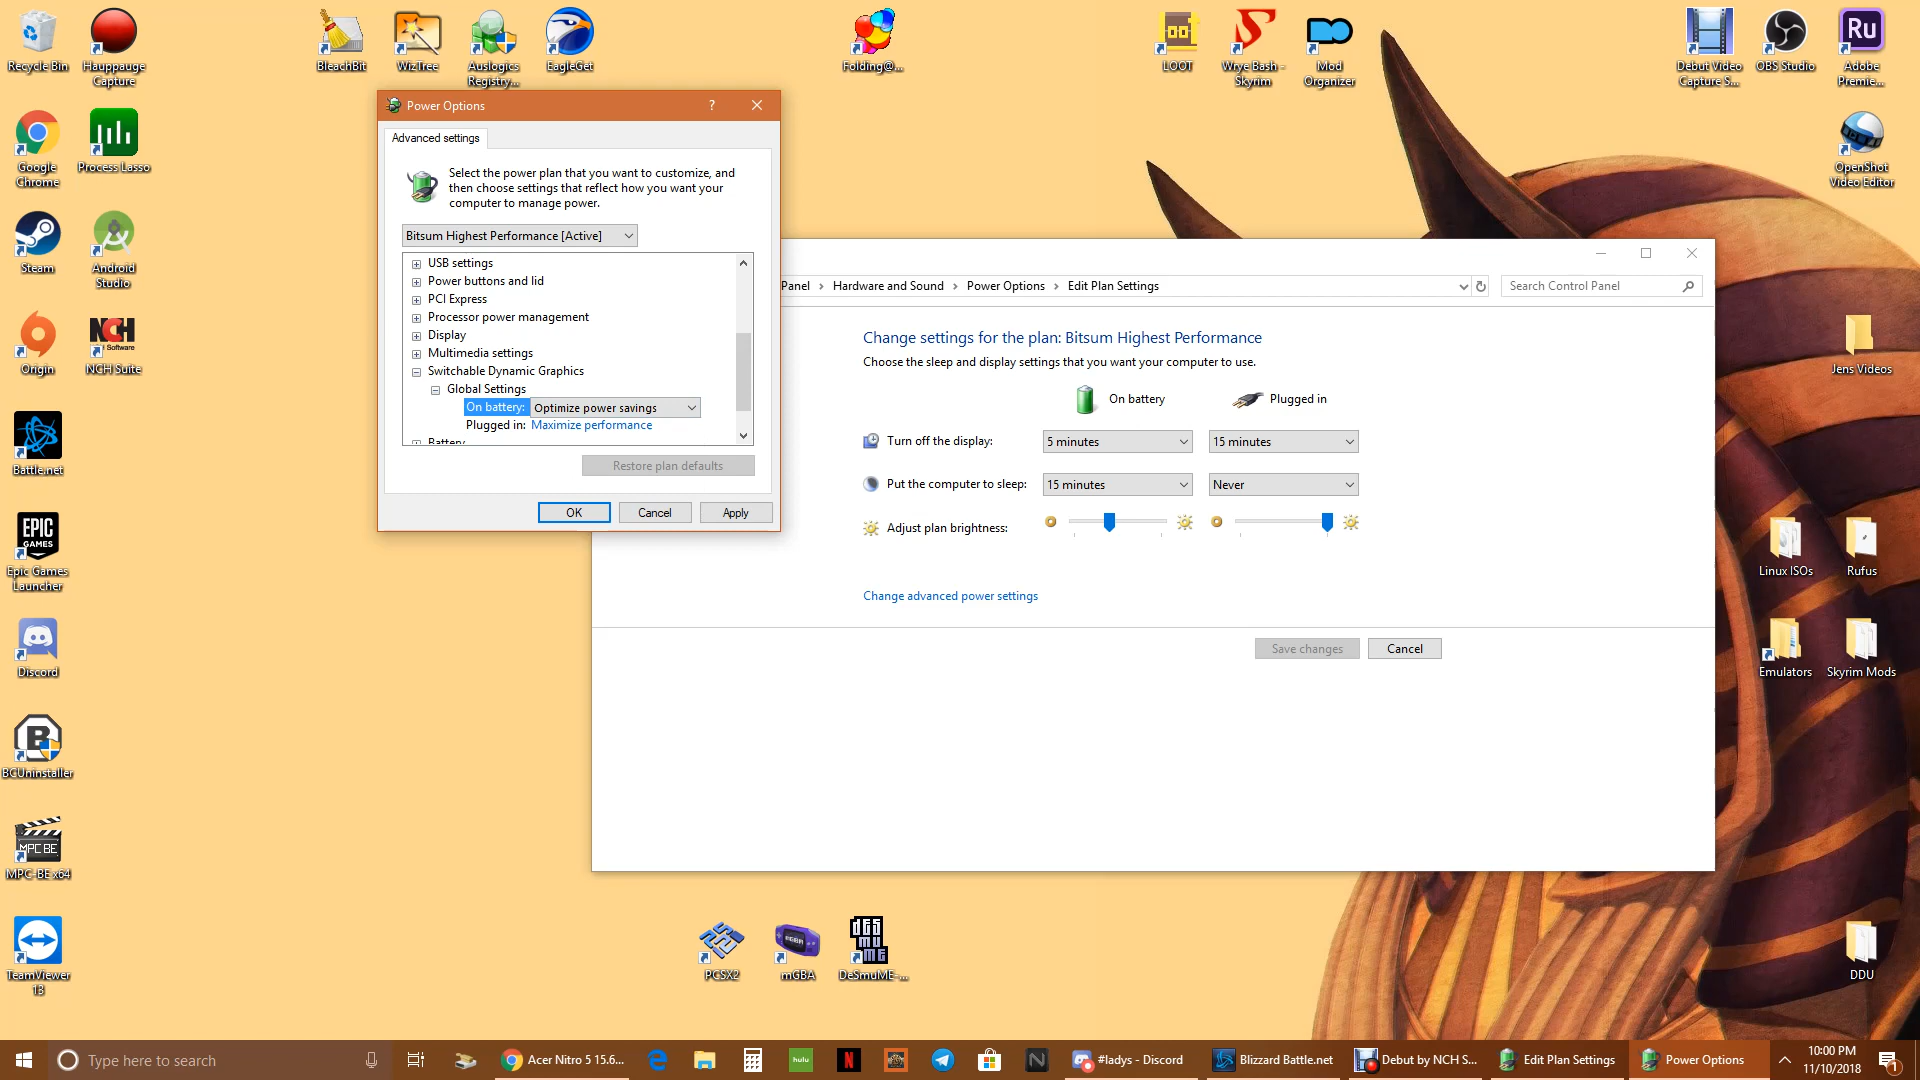 Recycle Bin
Hauppauge Capture
BleachBit
WizTree
Auslogics Registry...
EagleGet
Folding@...
LOOT
Wrye Bash - Skyrim
Mod Organizer
Debut Video Capture S...
OBS Studio
Ru
Adobe Premie...
Google Chrome
Process Lasso
OpenShot Video Editor
Steam
Android Studio
Origin
NCH Software
NCH Suite
Jens Videos
Battle.net
EPIC GAMES
Epic Games Launcher
Linux ISOs
Rufus
Discord
Emulators
Skyrim Mods
BCUninstaller
MPC BE
MPC-BE x64
TeamViewer 13
PCSX2
mGBA
DeSmuME-...
DDU
Power Options
?
Advanced settings
Select the power plan that you want to customize, and
then choose settings that reflect how you want your
computer to manage power.
Bitsum Highest Performance [Active]
USB settings
Power buttons and lid
PCI Express
Processor power management
Display
Multimedia settings
Switchable Dynamic Graphics
Global Settings
On battery: Optimize power savings
Plugged in: Maximize performance
Battery
Restore plan defaults
OK Cancel Apply
Panel > Hardware and Sound > Power Options > Edit Plan Settings
Search Control Panel
Change settings for the plan: Bitsum Highest Performance
Choose the sleep and display settings that you want your computer to use.
On battery Plugged in
Turn off the display: 5 minutes 15 minutes
Put the computer to sleep: 15 minutes Never
Adjust plan brightness:
Change advanced power settings
Save changes Cancel
Type here to search
Acer Nitro 5 15.6...
hulu
N
#ladys - Discord
Blizzard Battle.net
Debut by NCH S...
Edit Plan Settings
Power Options
10:00 PM
11/10/2018
1